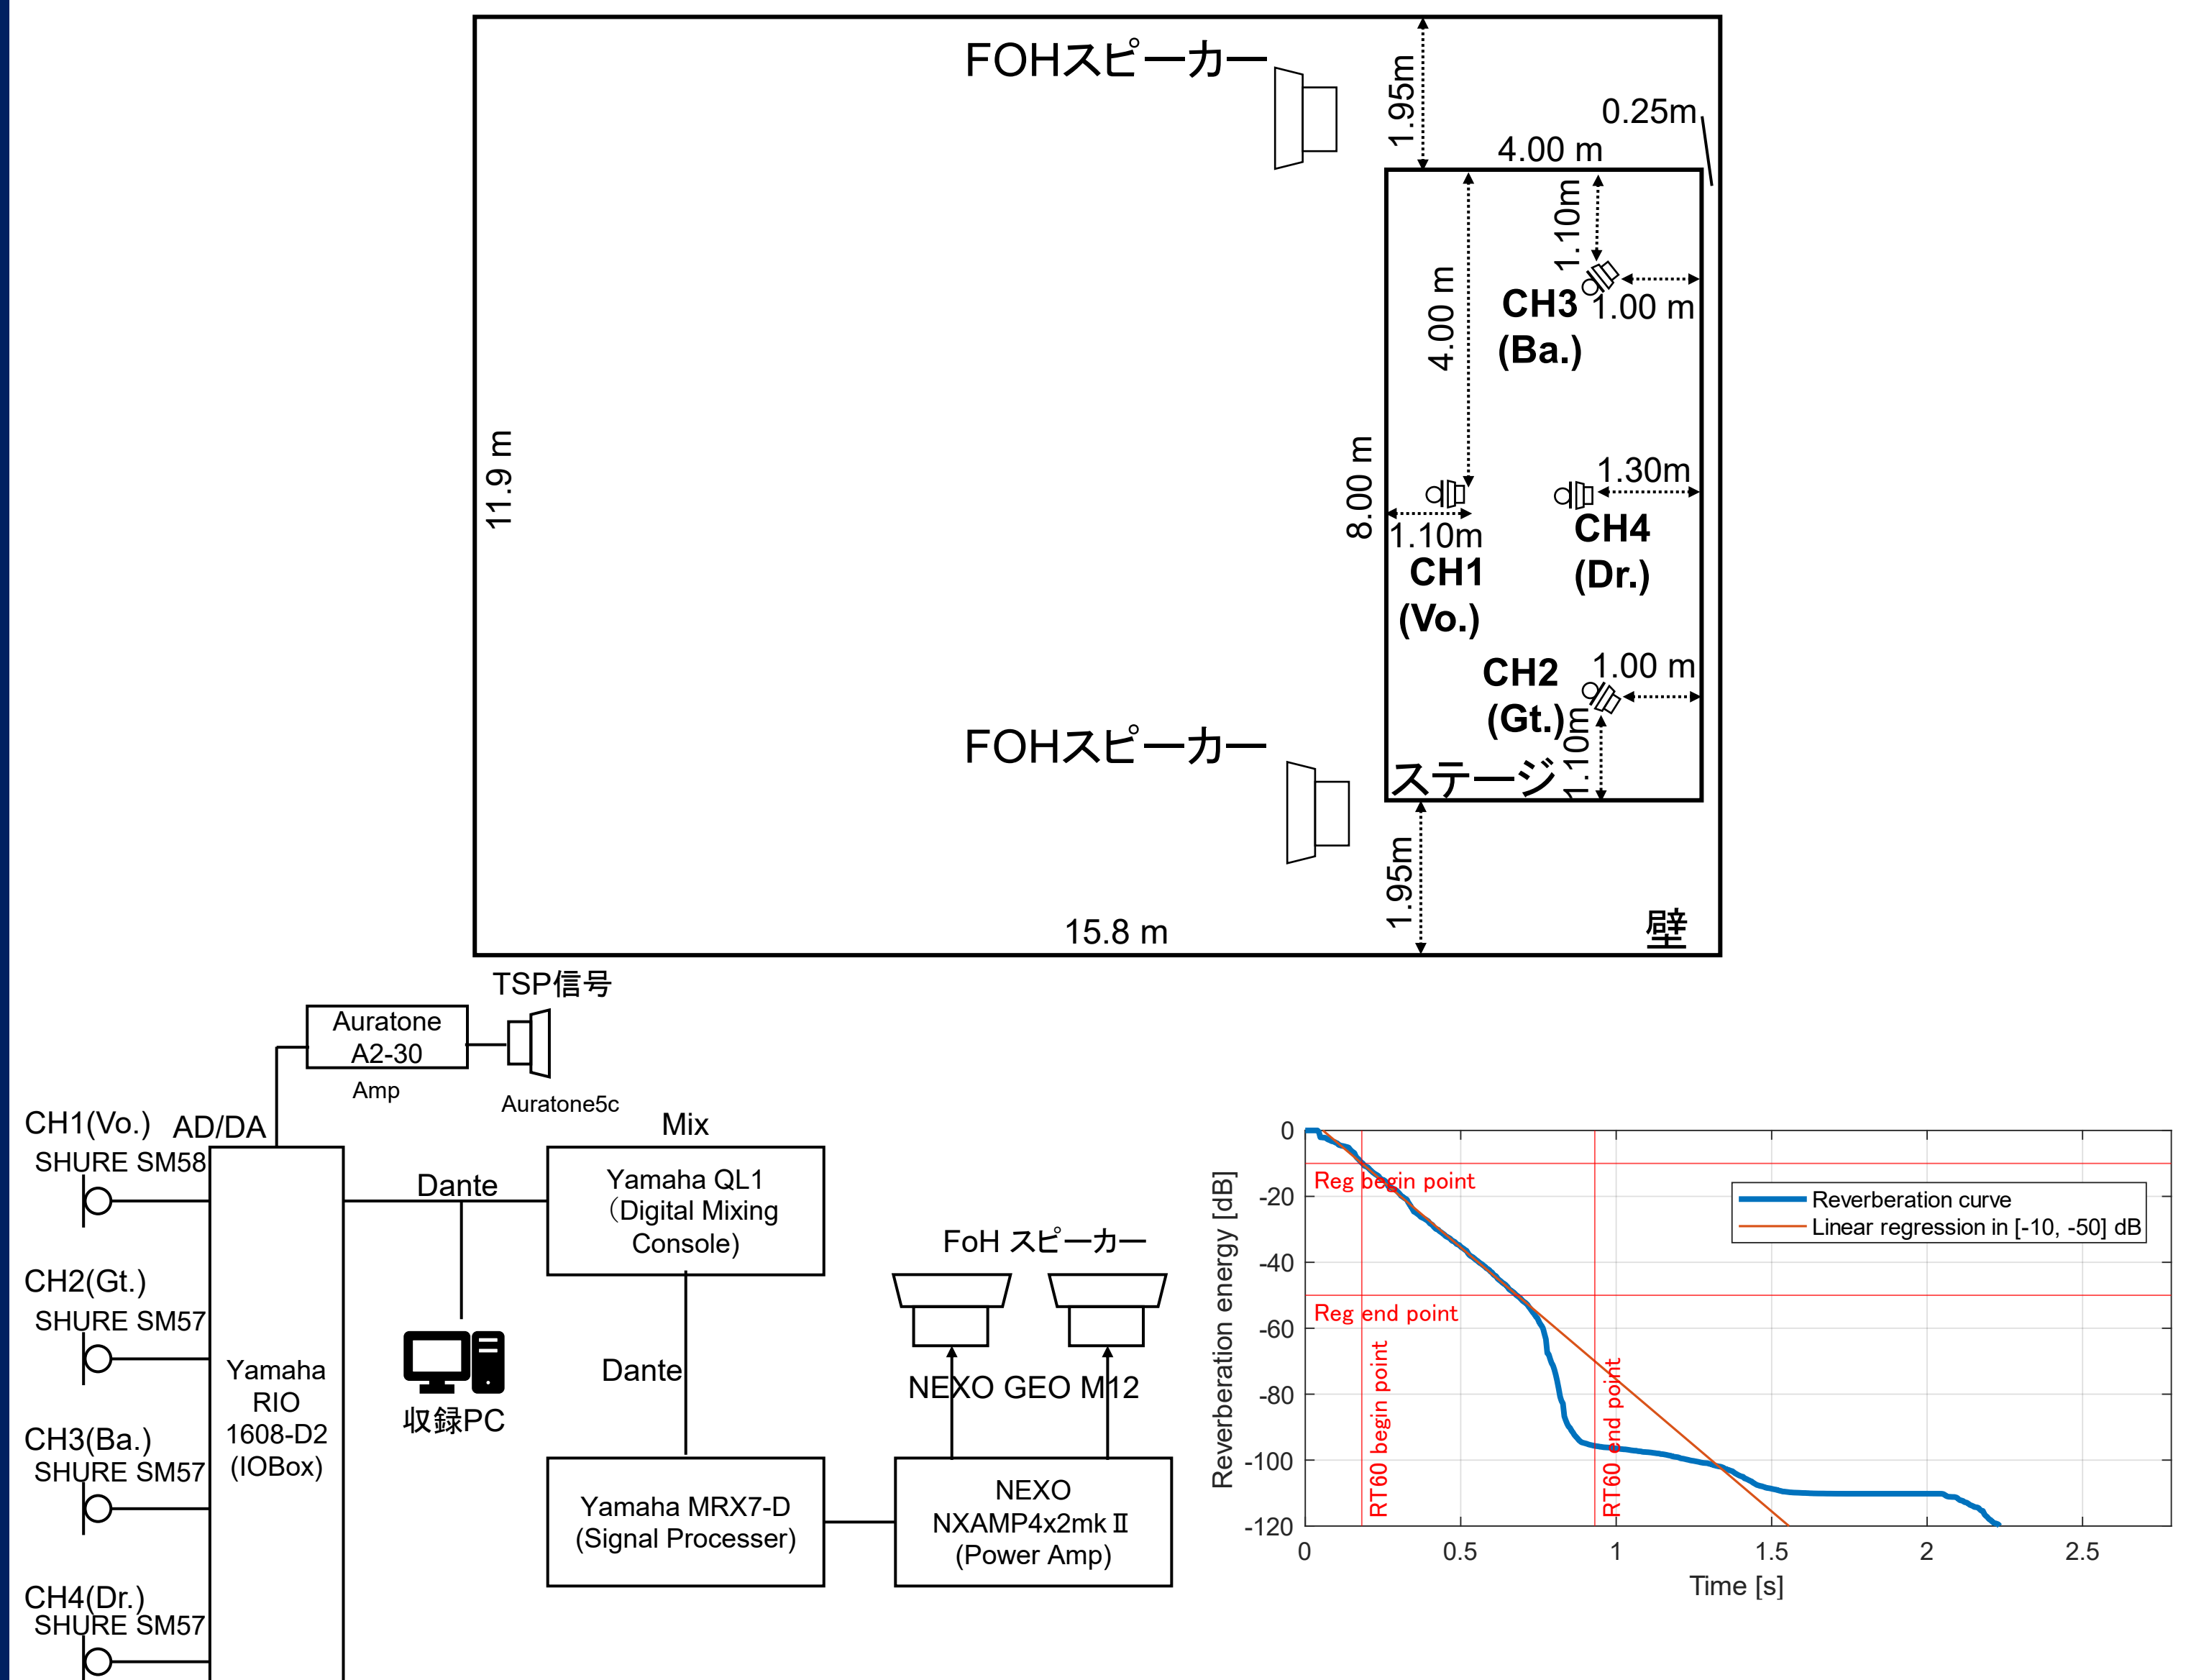 FOHスピーカー
1.95m
0.25m
4.00 m
1.10m
4.00 m
CH3
(Ba.)
1.00 m
11.9 m
8.00 m
1.30m
1.10m
CH4
(Dr.)
CH1
(Vo.)
CH2
(Gt.)
1.00 m
1.10m
FOHスピーカー
ステージ
1.95m
15.8 m
壁
TSP信号
Auratone
A2-30
Amp
Auratone5c
CH1(Vo.)
AD/DA
SHURE SM58
Dante
Mix
Yamaha QL1
（Digital Mixing
Console)
CH2(Gt.)
SHURE SM57
Yamaha
RIO
1608-D2
(IOBox)
収録PC
Dante
FoH スピーカー
NEXO GEO M12
CH3(Ba.)
SHURE SM57
Yamaha MRX7-D
(Signal Processer)
NEXO
NXAMP4x2mkⅡ
(Power Amp)
CH4(Dr.)
SHURE SM57
Reverberation energy [dB]
0
-20
-40
-60
-80
-100
-120
Reg begin point
Reg end point
RT60 begin point
RT60 end point
Reverberation curve
Linear regression in [-10, -50] dB
0
0.5
1
1.5
2
2.5
Time [s]